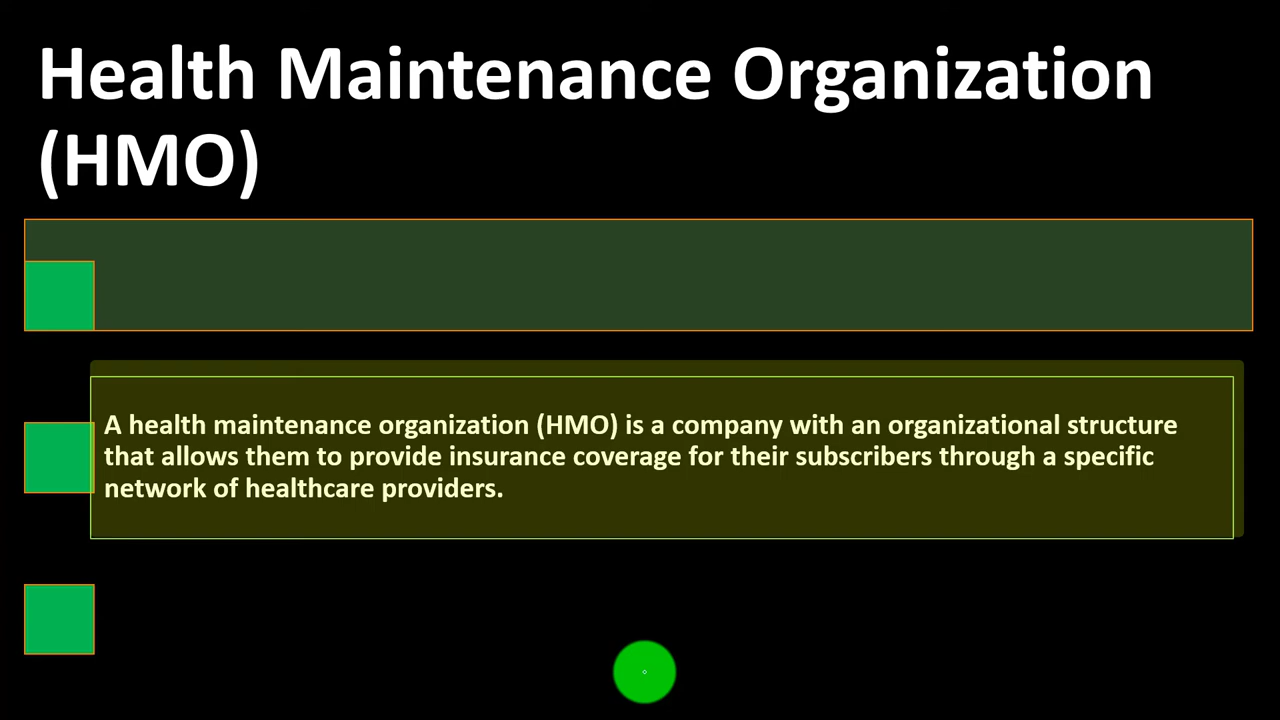 Health Maintenance Organization
(HMO)
A health maintenance organization (HMO) is a company with an organizational structure
that allows them to provide insurance coverage for their subscribers through a specific
network of healthcare providers.